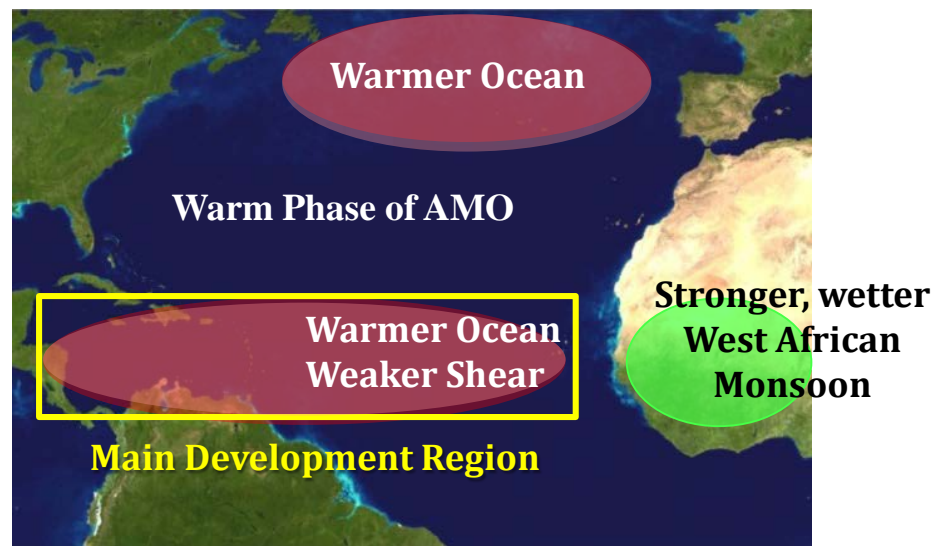 Warmer Ocean
Warm Phase of AMO
Stronger, wetter
West African
Monsoon
Warmer Ocean
Weaker Shear
Main Development Region